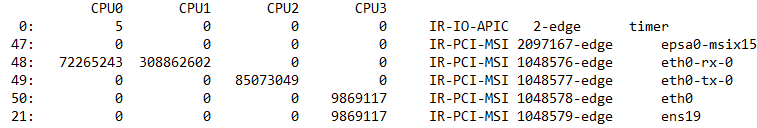 CPU0 CPU1 CPU2 CPU3
0: 5 0 0 0 IR-IO-APIC 2-edge timer
47: 0 0 0 0 IR-PCI-MSI 2097167-edge epsa0-msix15
48: 72265243 308862602 0 0 IR-PCI-MSI 1048576-edge eth0-rx-0
49: 0 0 85073049 0 IR-PCI-MSI 1048577-edge eth0-tx-0
50: 0 0 0 9869117 IR-PCI-MSI 1048578-edge eth0
21: 0 0 0 9869117 IR-PCI-MSI 1048579-edge ens19